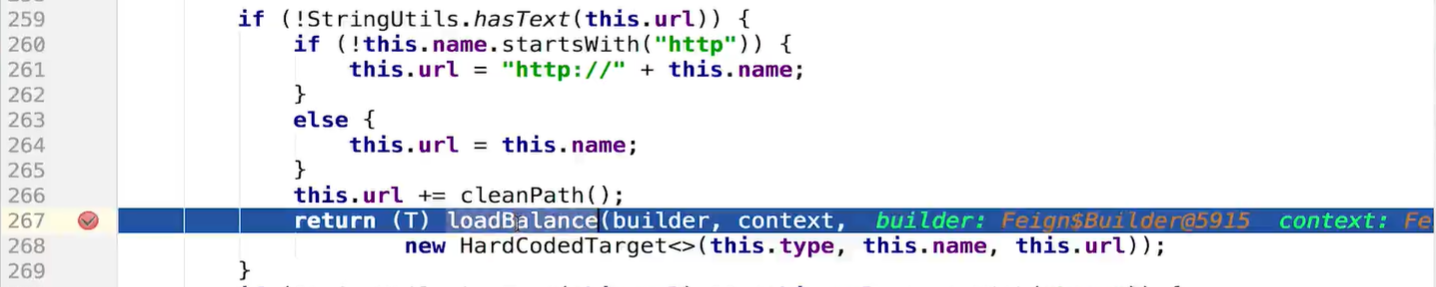 259 if (!StringUtils.hasText(this.url)) {
260 if (!this.name.startsWith("http")) {
261 this.url = "http://" + this.name;
262 }
263 else {
264 this.url = this.name;
265 }
266 this.url += cleanPath();
267 return (T) loadBalance(builder, context, builder: Feign$Builder@5915 context: Fe
268 new HardCodedTarget<>(this.type, this.name, this.url));
269 }